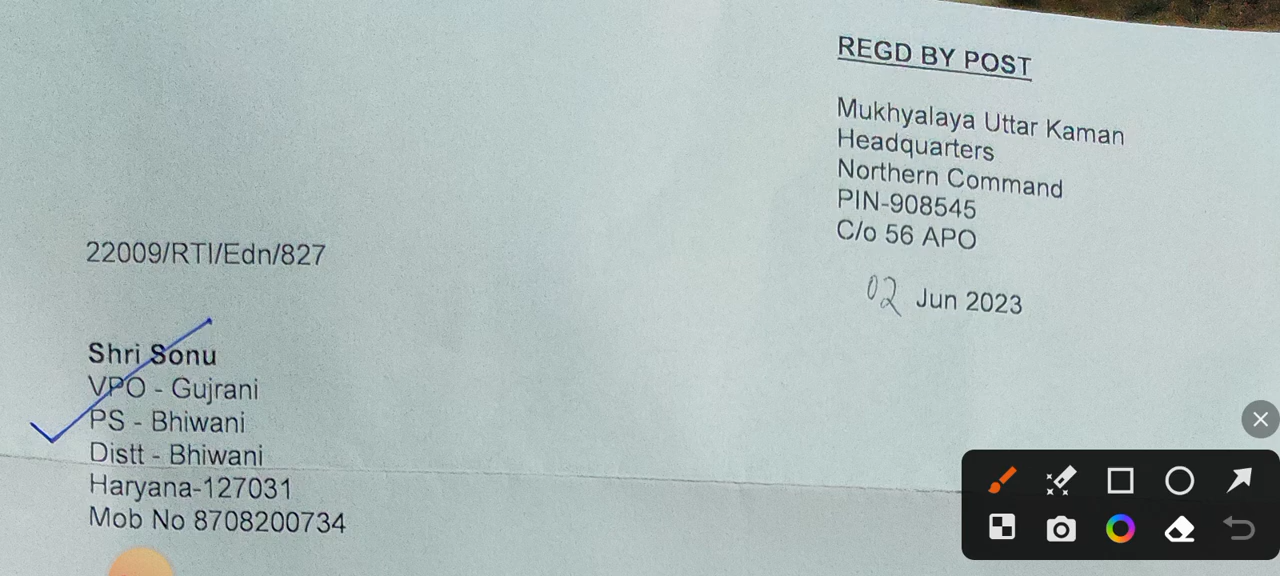 REGD BY POST
Mukhyalaya Uttar Kaman
Headquarters
Northern Command
PIN-908545
C/o 56 APO
22009/RTI/Edn/827
02 Jun 2023
Shri Sonu
VPO - Gujrani
PS - Bhiwani
Distt - Bhiwani
Haryana-127031
Mob No 8708200734